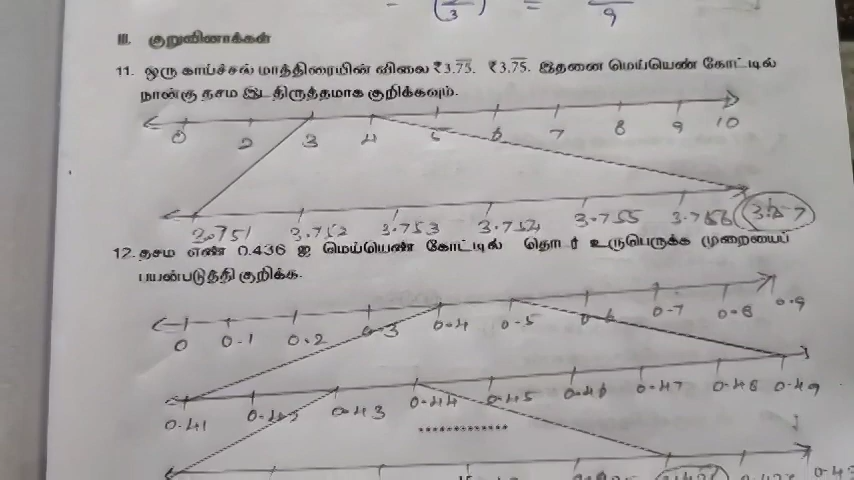 (3) = 9
III. குறுவினாக்கள்
11. ஒரு காய்ச்சல் மாத்திரையின் விலை ₹3.75. ₹3.75. இதனை மெய்யெண் கோட்டில்
நான்கு தசம இடதிருத்தமாக குறிக்கவும்.
0 2 3 4 5 6 7 8 9 10
3.751 3.752 3.753 3.754 3.755 3.756
12. தசம எண் 0.436 ஐ மெய்யெண் கோட்டில் தொடர் உருபெருக்க முறையைப்
பயன்படுத்தி குறிக்க.
0 0.1 0.2 0.3 0.4 0.5 0.6 0.7 0.8 0.9
0.41 0.42 0.43 0.44 0.45 0.46 0.47 0.48 0.49
************